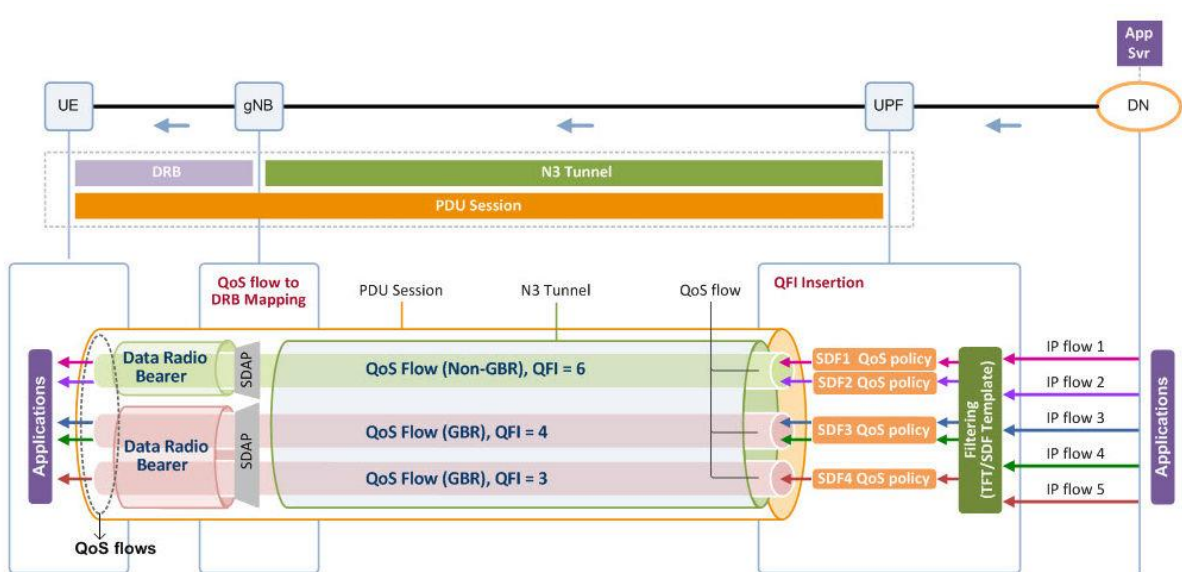 App
Svr
UE
gNB
UPF
DN
DRB
N3 Tunnel
PDU Session
QoS flow to
DRB Mapping
PDU Session
N3 Tunnel
QoS flow
QFI Insertion
Applications
Data Radio
Bearer
SDAP
QoS Flow (Non-GBR), QFI = 6
SDF1 QoS policy
SDF2 QoS policy
Data Radio
Bearer
SDAP
QoS Flow (GBR), QFI = 4
SDF3 QoS policy
QoS Flow (GBR), QFI = 3
SDF4 QoS policy
Filtering
(TFT/SDF Template)
IP flow 1
IP flow 2
IP flow 3
IP flow 4
IP flow 5
Applications
QoS flows